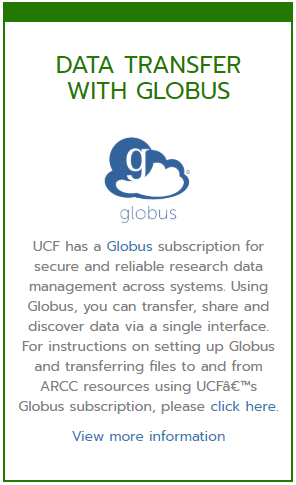 DATA TRANSFER
WITH GLOBUS
g
®
globus
UCF has a Globus subscription for
secure and reliable research data
management across systems. Using
Globus, you can transfer, share and
discover data via a single interface.
For instructions on setting up Globus
and transferring files to and from
ARCC resources using UCFâ€™s
Globus subscription, please click here.
View more information